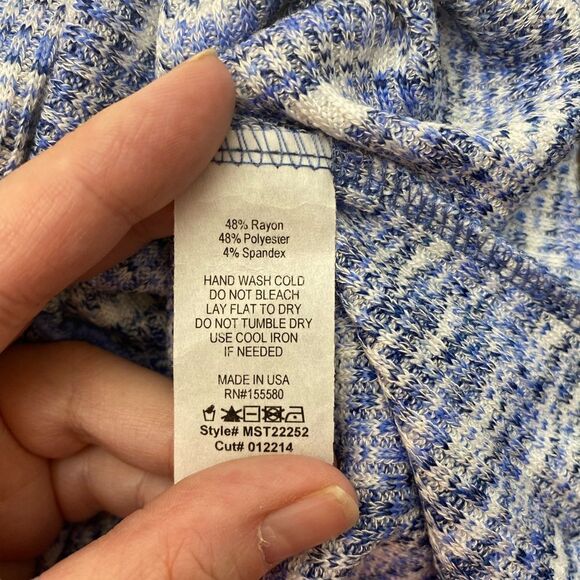 48% Rayon
48% Polyester
4% Spandex
HAND WASH COLD
DO NOT BLEACH
LAY FLAT TO DRY
DO NOT TUMBLE DRY
USE COOL IRON
IF NEEDED
MADE IN USA
RN#155580
Style# MST22252
Cut# 012214